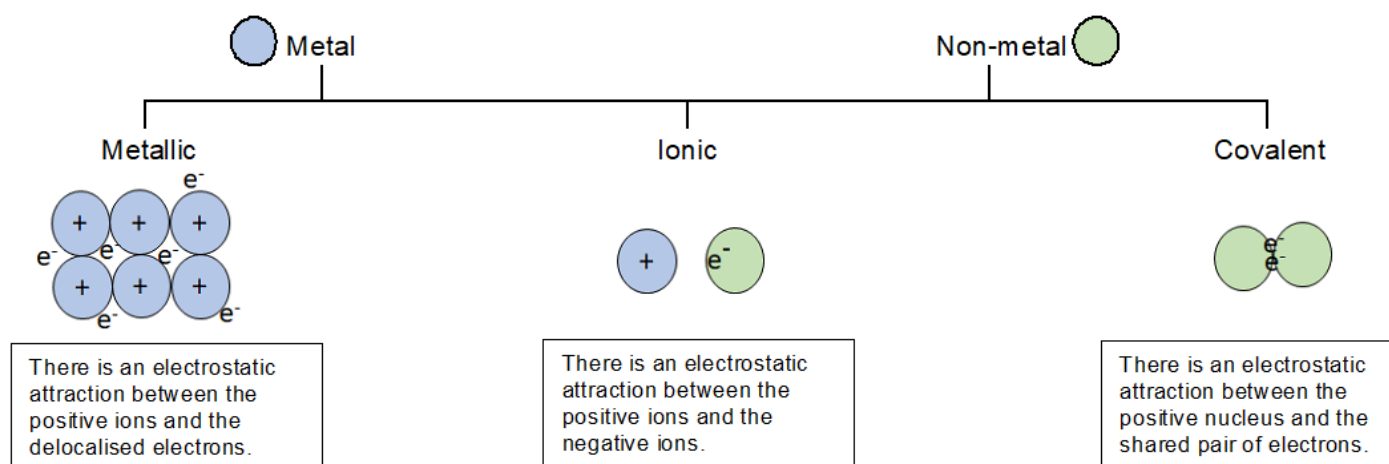 Metal
Non-metal
Metallic
Ionic
Covalent
e-
+ + +
e- e- e-
+ + +
e- e-
+ e-
e-
e-
There is an electrostatic
attraction between the
positive ions and the
delocalised electrons.
There is an electrostatic
attraction between the
positive ions and the
negative ions.
There is an electrostatic
attraction between the
positive nucleus and the
shared pair of electrons.